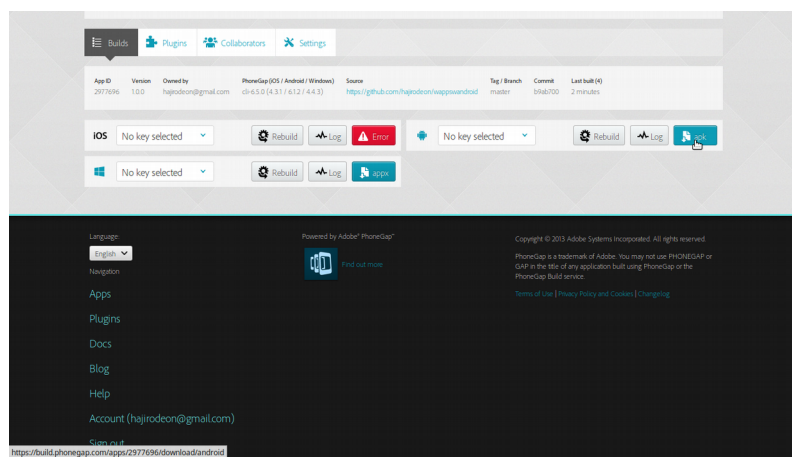 Builds Plugins Collaborators Settings
App ID Version Owned by PhoneGap (iOS / Android / Windows) Source Tag / Branch Commit Last built (4)
2977696 1.0.0 hajirodeon@gmail.com cli-6.5.0 (4.3.1 / 6.1.2 / 4.4.3) https://github.com/hajirodeon/wappswandroid master b9ab700 2 minutes
iOS No key selected Rebuild Log Error No key selected Rebuild Log apk
No key selected Rebuild Log appx
Language
English
Navigation
Apps
Plugins
Docs
Blog
Help
Account (hajirodeon@gmail.com)
Sign out
Powered by Adobe® PhoneGap™
Find out more
Copyright © 2013 Adobe Systems Incorporated. All rights reserved.
PhoneGap is a trademark of Adobe. You may not use PHONEGAP or
GAP in the title of any application built using PhoneGap or the
PhoneGap Build service.
Terms of Use | Privacy Policy and Cookies | Changelog
https://build.phonegap.com/apps/2977696/download/android